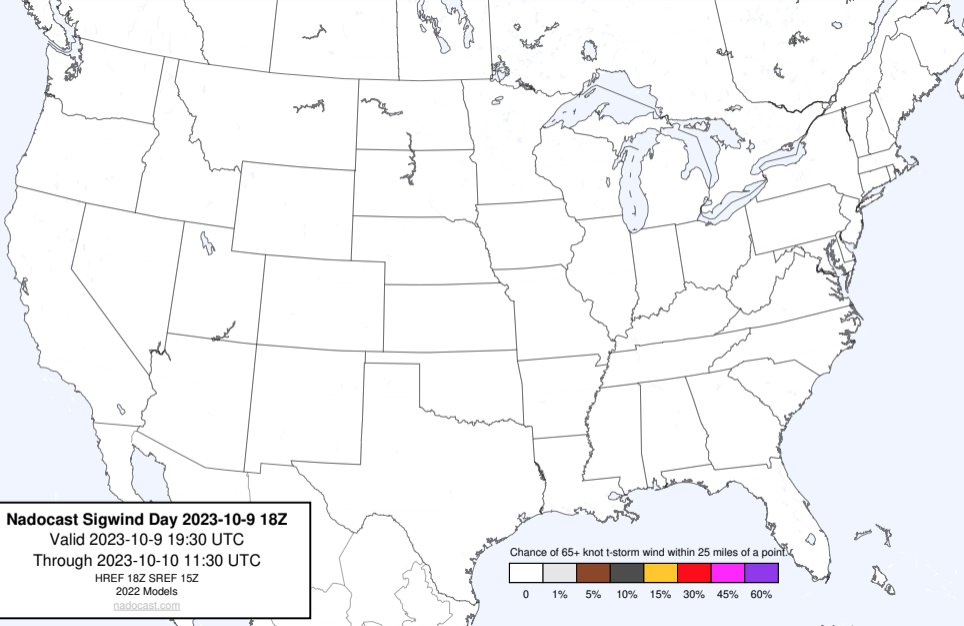 Nadocast Sigwind Day 2023-10-9 18Z
Valid 2023-10-9 19:30 UTC
Through 2023-10-10 11:30 UTC
HREF 18Z SREF 15Z
2022 Models
nadocast.com
Chance of 65+ knot t-storm wind within 25 miles of a point.
0 1% 5% 10% 15% 30% 45% 60%